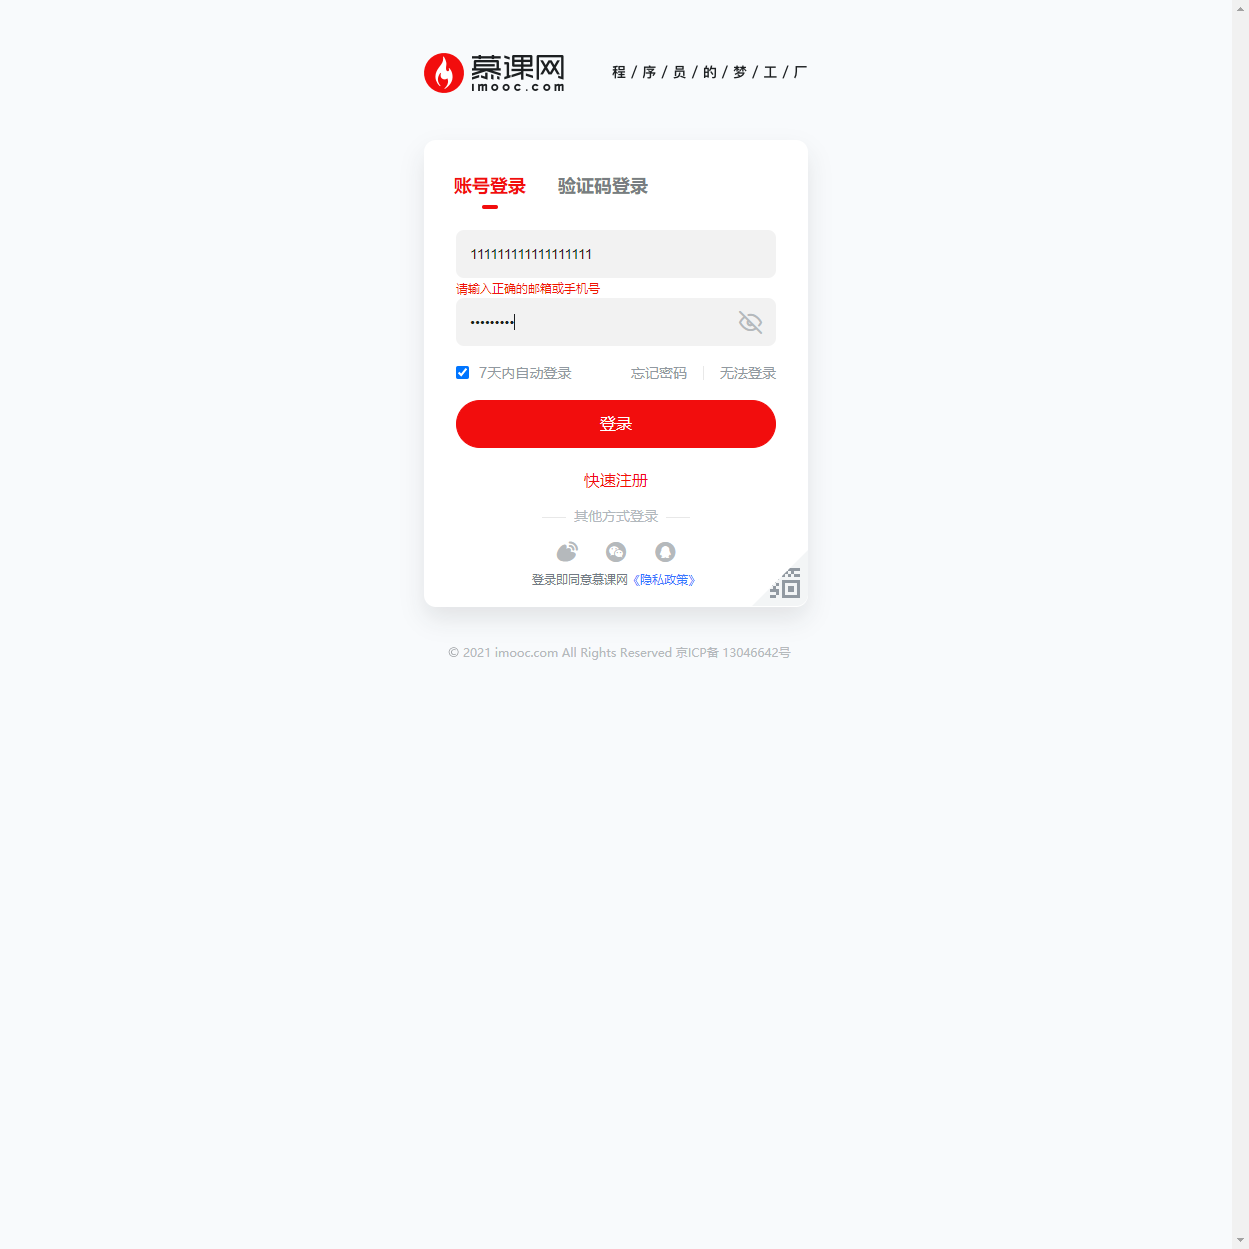 慕课网
imooc.com
程/序/员/的/梦/工/厂
账号登录 验证码登录
111111111111111111
请输入正确的邮箱或手机号
•••••••••
7天内自动登录 忘记密码 无法登录
登录
快速注册
其他方式登录
登录即同意慕课网《隐私政策》
© 2021 imooc.com All Rights Reserved 京ICP备 13046642号